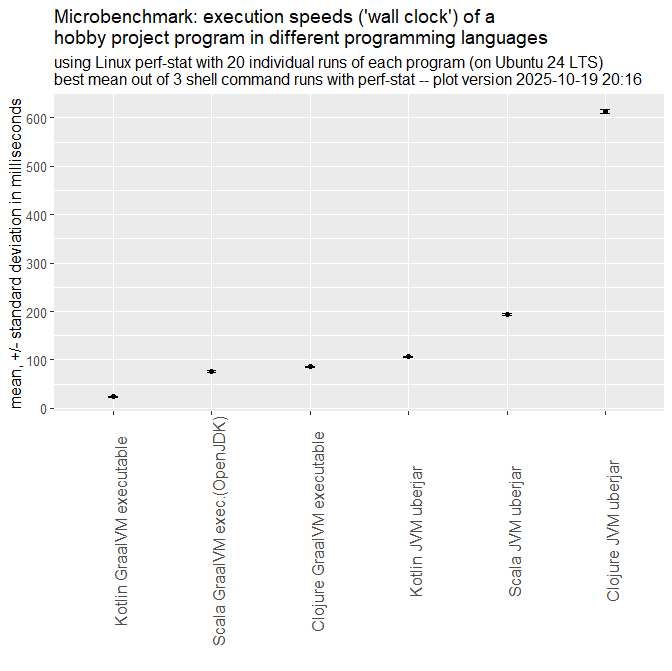 Microbenchmark: execution speeds ('wall clock') of a
hobby project program in different programming languages
using Linux perf-stat with 20 individual runs of each program (on Ubuntu 24 LTS)
best mean out of 3 shell command runs with perf-stat -- plot version 2025-10-19 20:16
mean, +/- standard deviation in milliseconds
600
500
400
300
200
100
0
Kotlin GraalVM executable
Scala GraalVM exec.(OpenJDK)
Clojure GraalVM executable
Kotlin JVM uberjar
Scala JVM uberjar
Clojure JVM uberjar